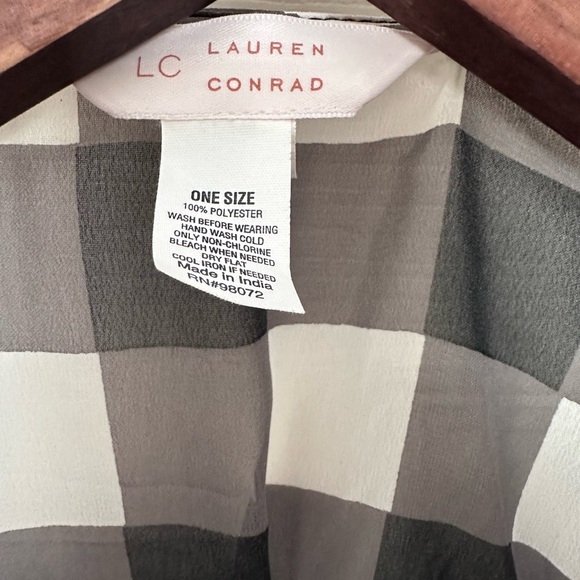 LC LAUREN CONRAD
ONE SIZE
100% POLYESTER
WASH BEFORE WEARING
HAND WASH COLD
ONLY NON-CHLORINE
BLEACH WHEN NEEDED
DRY FLAT
COOL IRON IF NEEDED
Made in India
RN#98072